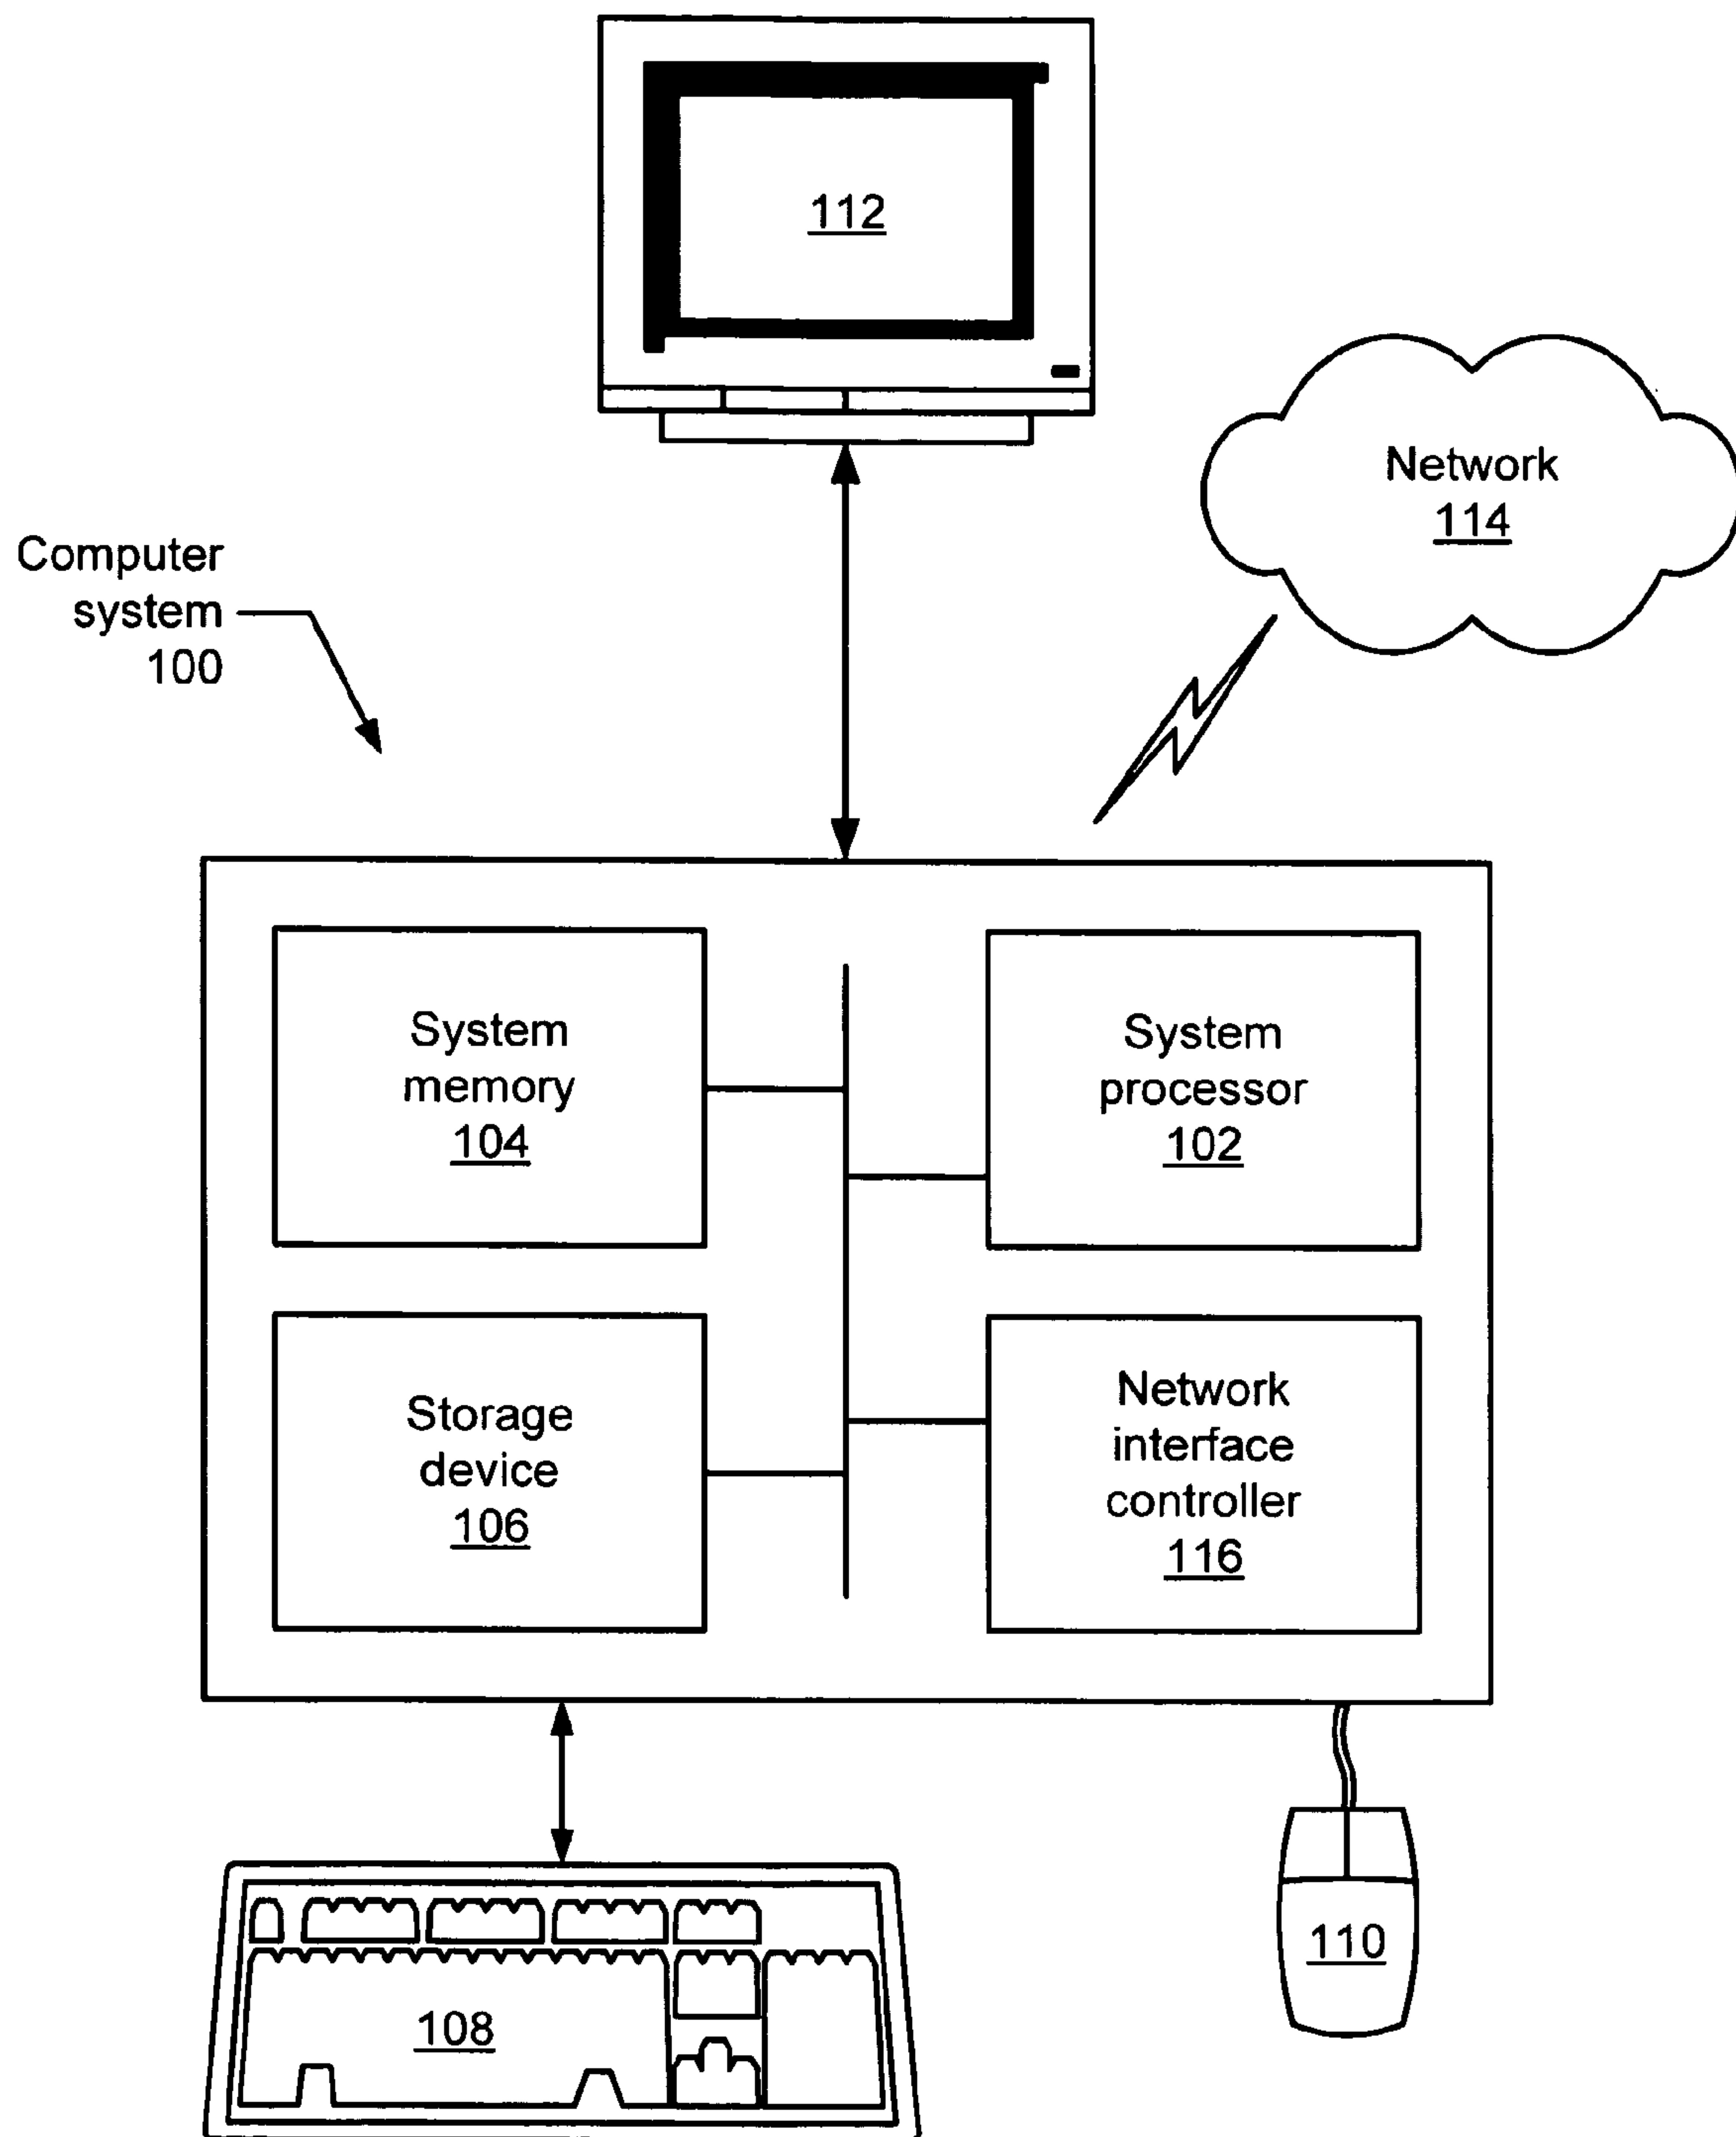 112
Network
114
Computer
system
100
System
memory
104
System
processor
102
Storage
device
106
Network
interface
controller
116
110
108